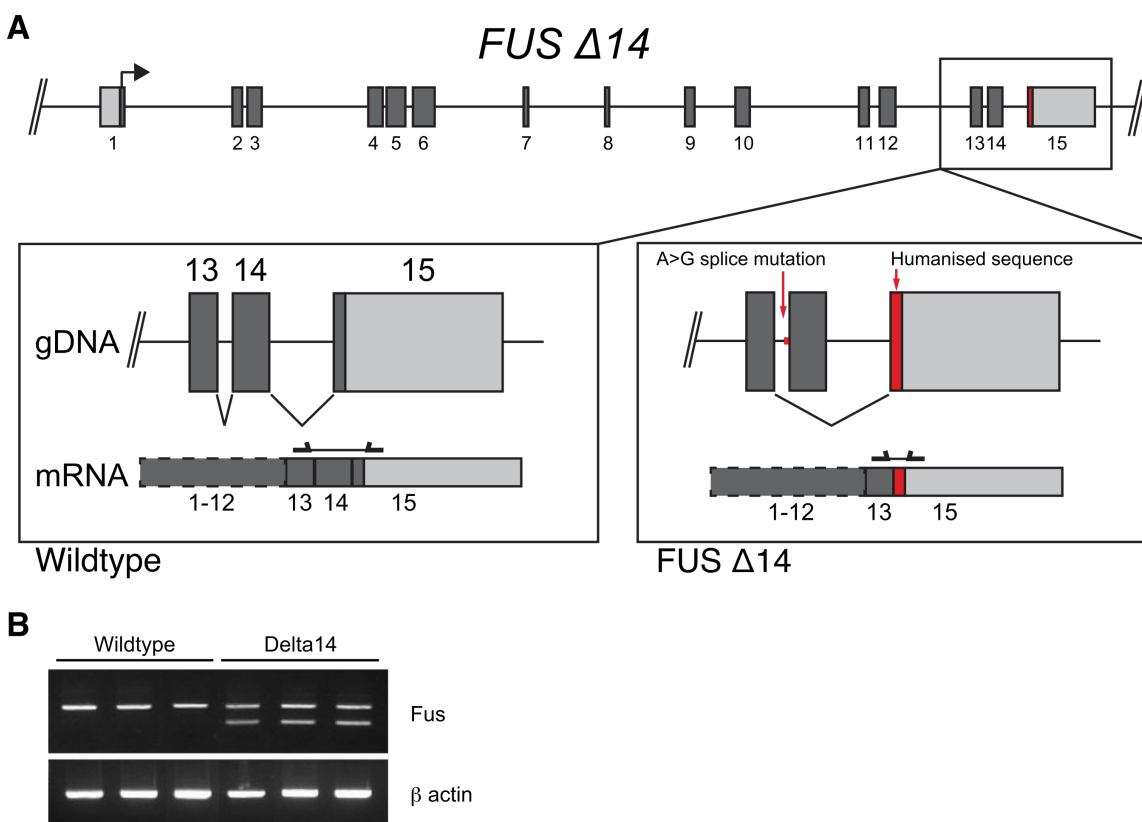 A
FUS Δ14
1 2 3 4 5 6 7 8 9 10 11 12 13 14 15
13 14 15
gDNA
mRNA
1-12 13 14 15
Wildtype
A>G splice mutation
Humanised sequence
1-12 13 15
FUS Δ14
B
Wildtype Delta14
Fus
β actin